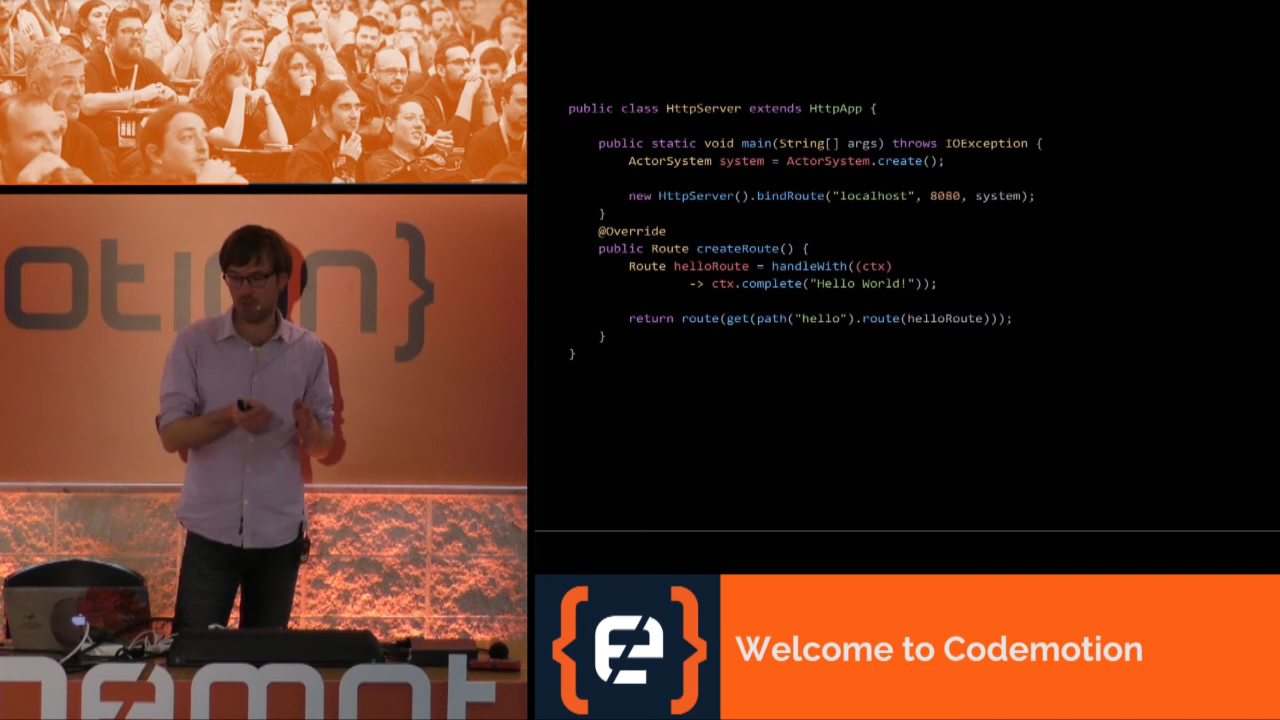 otion}
public class HttpServer extends HttpApp {
public static void main(String[] args) throws IOException {
ActorSystem system = ActorSystem.create();
new HttpServer().bindRoute("localhost", 8080, system);
}
@Override
public Route createRoute() {
Route helloRoute = handleWith((ctx)
-> ctx.complete("Hello World!"));
return route(get(path("hello").route(helloRoute)));
}
}
Welcome to Codemotion
demot